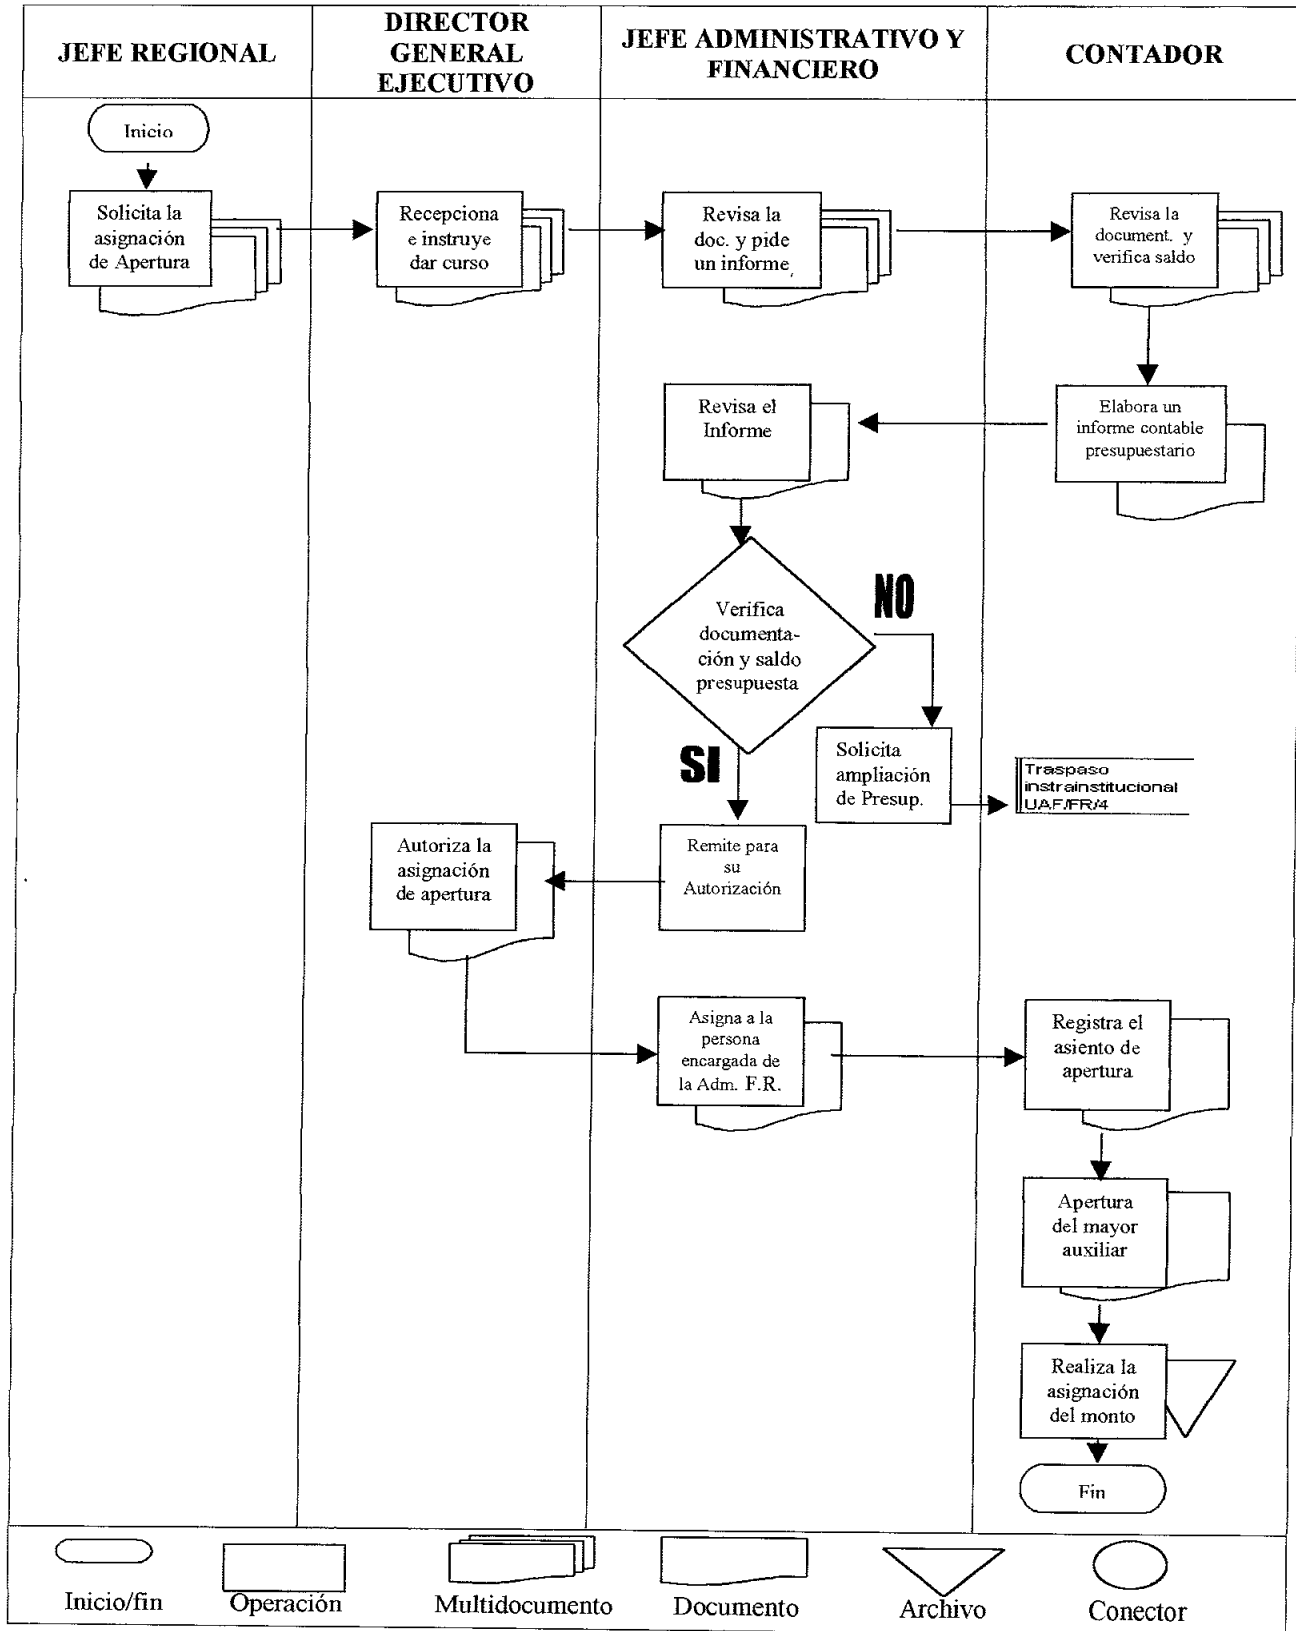 JEFE REGIONAL
DIRECTOR
GENERAL
EJECUTIVO
JEFE ADMINISTRATIVO Y
FINANCIERO
CONTADOR
Inicio
Solicita la
asignación
de Apertura
Recepciona
e instruye
dar curso
Revisa la
doc. y pide
un informe
Revisa la
document. y
verifica saldo
Revisa el
Informe
Elabora un
informe contable
presupuestario
Verifica
documenta-
ción y saldo
presupuesta
NO
SI
Solicita
ampliación
de Presup.
Traspaso
instrainstitucional
UAF/FR/4
Autoriza la
asignación
de apertura
Remite para
su
Autorización
Asigna a la
persona
encargada de
la Adm. F.R.
Registra el
asiento de
apertura
Apertura
del mayor
auxiliar
Realiza la
asignación
del monto
Fin
Inicio/fin
Operación
Multidocumento
Documento
Archivo
Conector